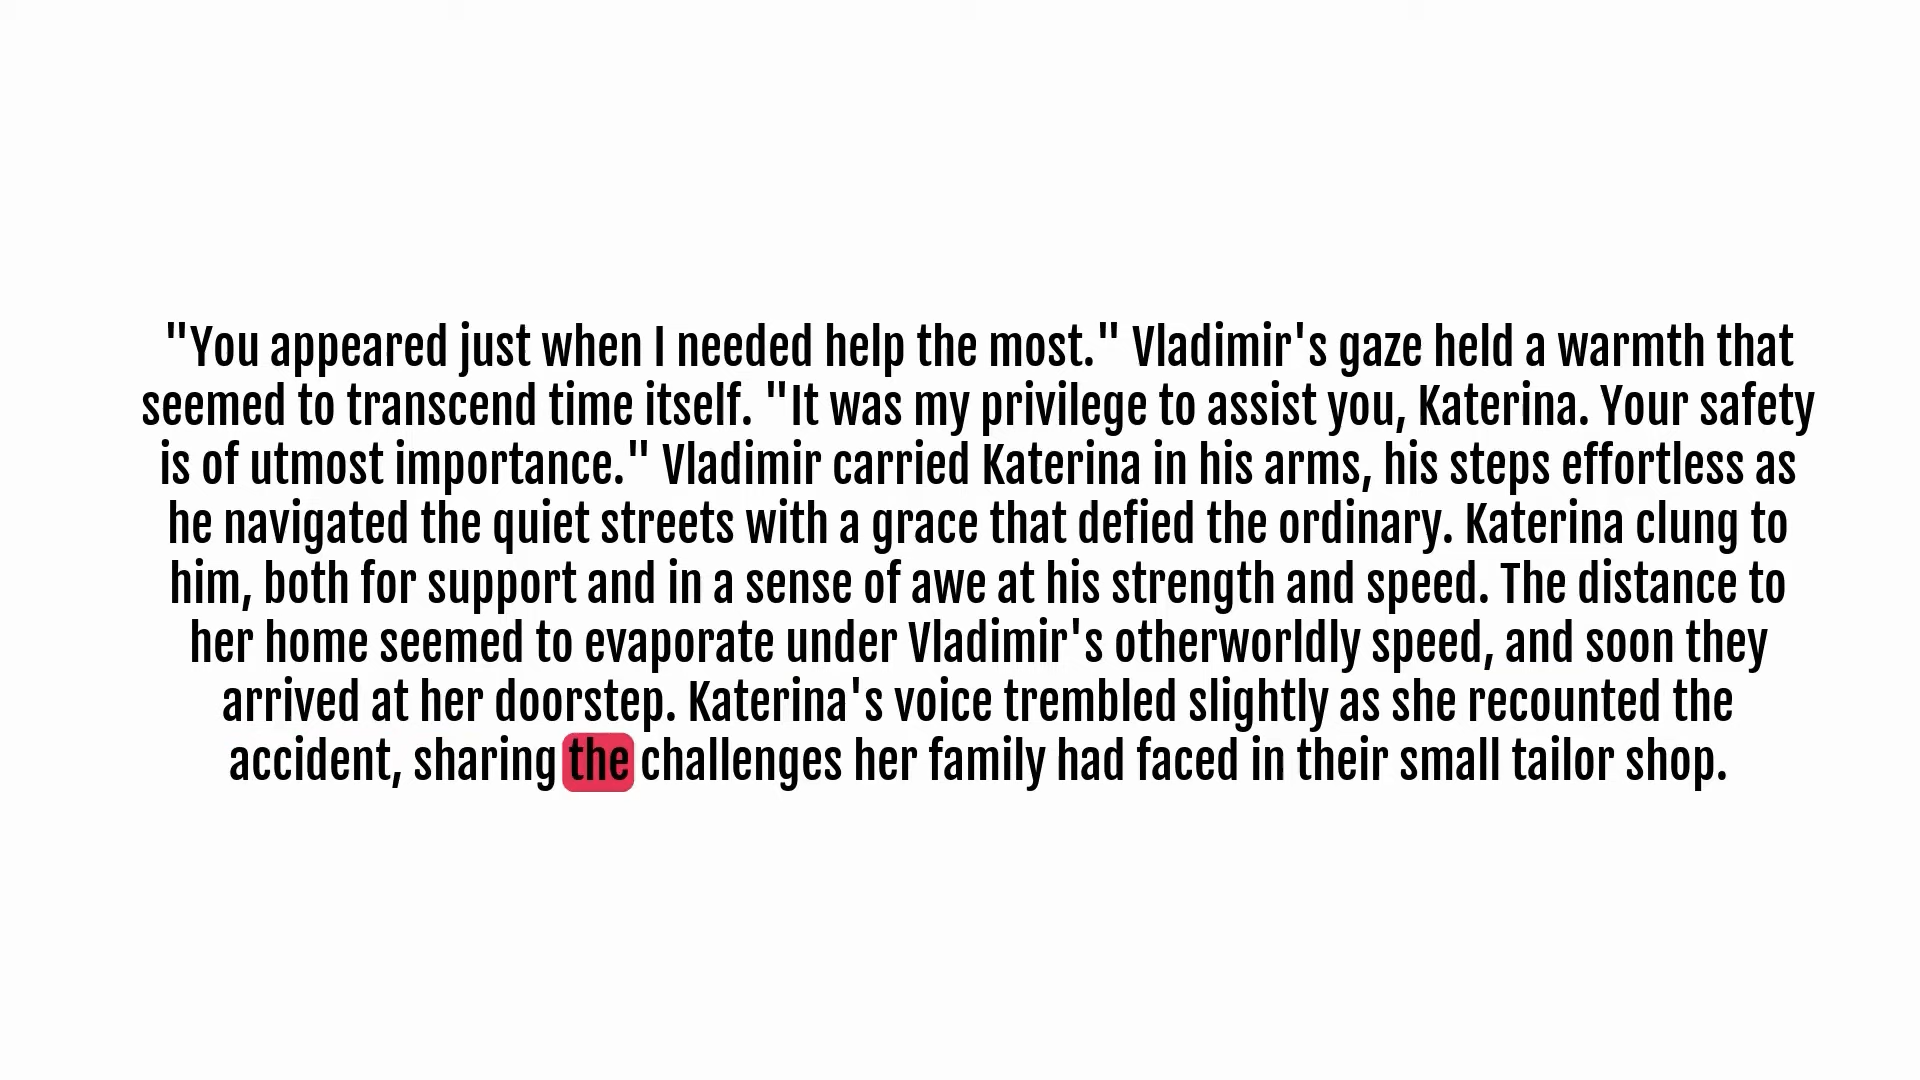 "You appeared just when I needed help the most." Vladimir's gaze held a warmth that
seemed to transcend time itself. "It was my privilege to assist you, Katerina. Your safety
is of utmost importance." Vladimir carried Katerina in his arms, his steps effortless as
he navigated the quiet streets with a grace that defied the ordinary. Katerina clung to
him, both for support and in a sense of awe at his strength and speed. The distance to
her home seemed to evaporate under Vladimir's otherworldly speed, and soon they
arrived at her doorstep. Katerina's voice trembled slightly as she recounted the
accident, sharing the challenges her family had faced in their small tailor shop.